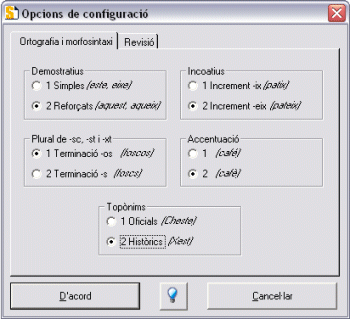 Opcions de configuració
Ortografia i morfosintaxi Revisió
Demostratius
1 Simples (este, eixe)
2 Reforçats (aquest, aqueix)
Incoatius
1 Increment -ix (patix)
2 Increment -eix (pateix)
Plural de -sc, -st i -xt
1 Terminació -os (foscos)
2 Terminació -s (foscs)
Accentuació
1 (café)
2 (cafè)
Topònims
1 Oficials (Cheste)
2 Històrics (Xest)
D'acord
Cancel·lar